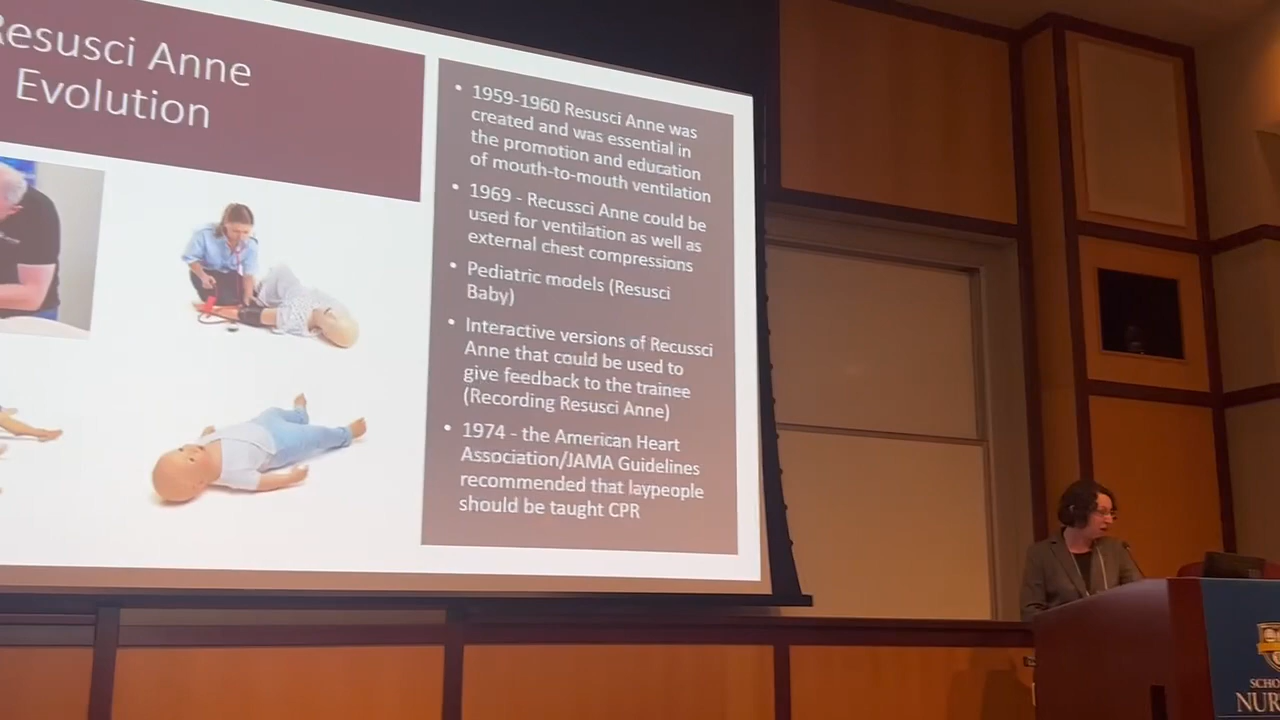 Resusci Anne
Evolution
• 1959-1960 Resusci Anne was
created and was essential in
the promotion and education
of mouth-to-mouth ventilation
• 1969 - Recussci Anne could be
used for ventilation as well as
external chest compressions
• Pediatric models (Resusci
Baby)
• Interactive versions of Recussci
Anne that could be used to
give feedback to the trainee
(Recording Resusci Anne)
• 1974 - the American Heart
Association/JAMA Guidelines
recommended that laypeople
should be taught CPR
SCHO
NUR